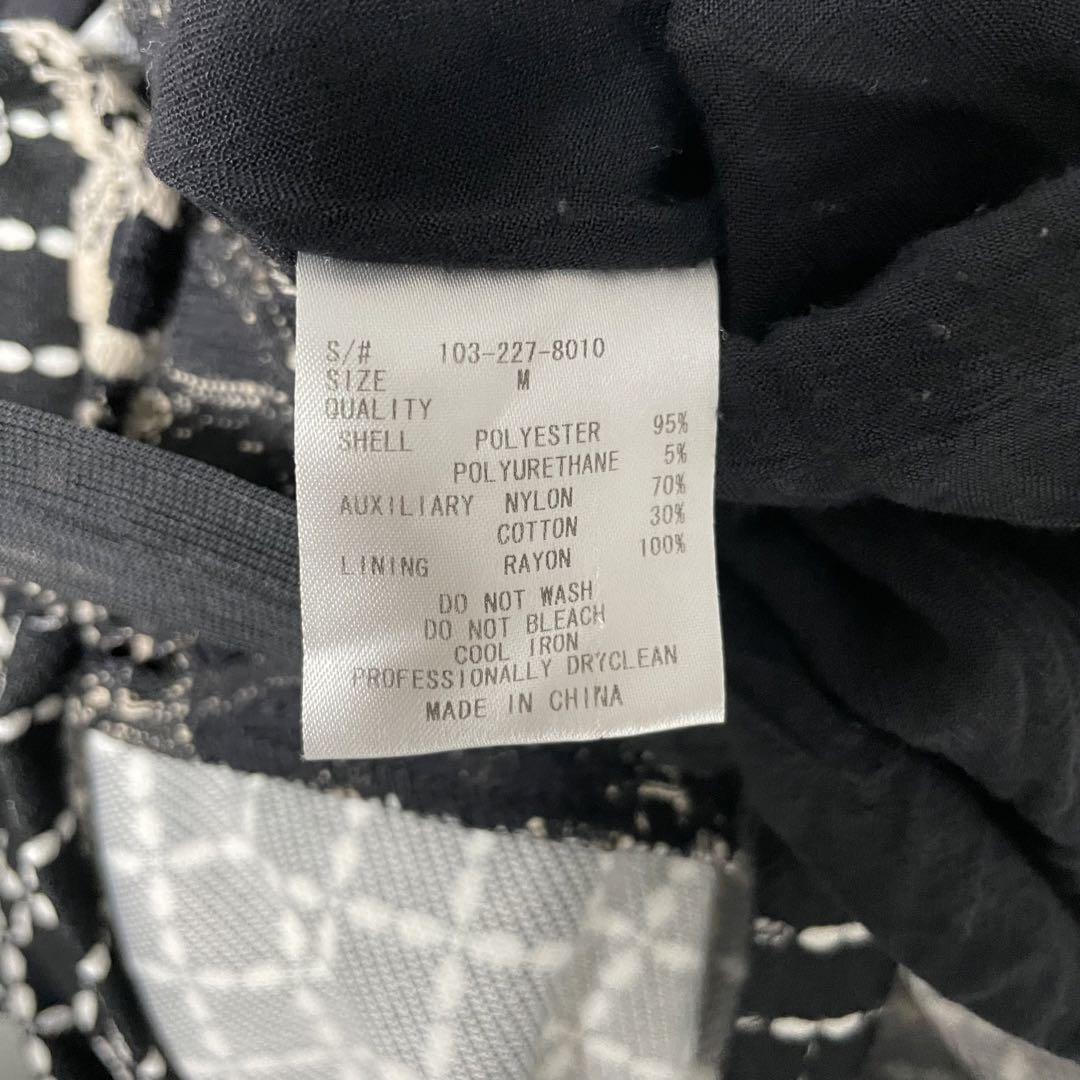 S/# 103-227-8010
SIZE M
QUALITY
SHELL POLYESTER 95%
POLYURETHANE 5%
AUXILIARY NYLON 70%
COTTON 30%
LINING RAYON 100%
DO NOT WASH
DO NOT BLEACH
COOL IRON
PROFESSIONALLY DRYCLEAN
MADE IN CHINA